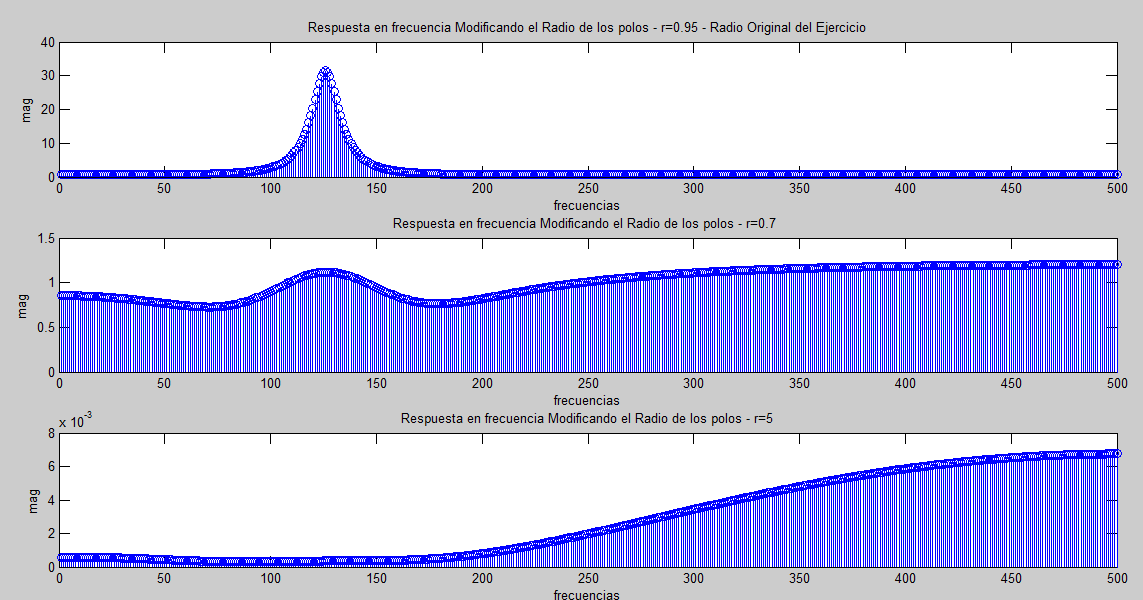 Respuesta en frecuencia Modificando el Radio de los polos - r=0.95 - Radio Original del Ejercicio
40
30
20
10
0
mag
0 50 100 150 200 250 300 350 400 450 500
frecuencias
Respuesta en frecuencia Modificando el Radio de los polos - r=0.7
1.5
1
0.5
0
mag
0 50 100 150 200 250 300 350 400 450 500
frecuencias
Respuesta en frecuencia Modificando el Radio de los polos - r=5
x 10^-3
8
6
4
2
0
mag
0 50 100 150 200 250 300 350 400 450 500
frecuencias